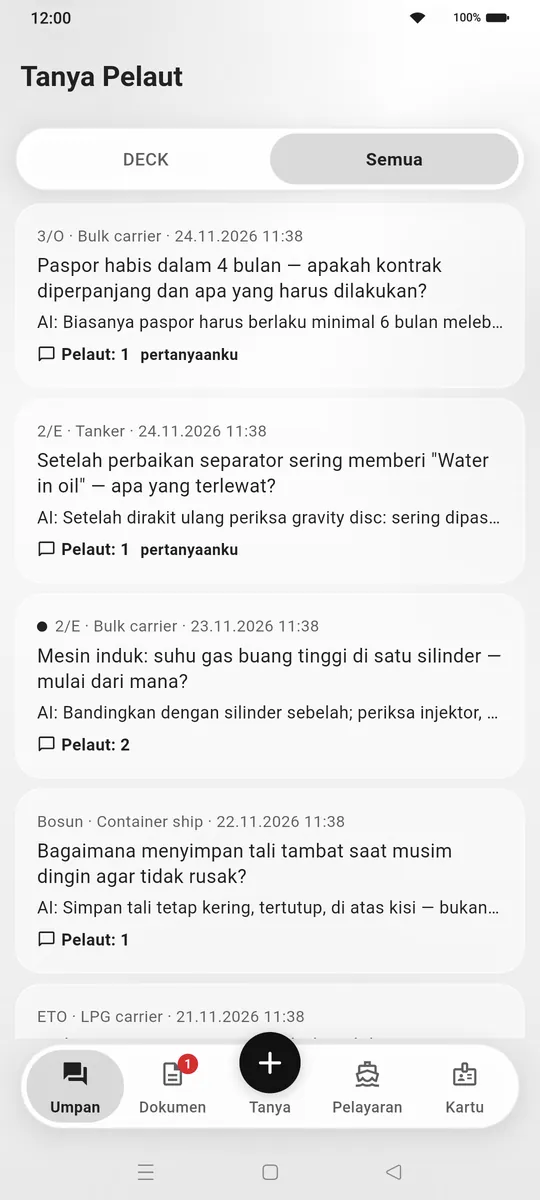 12:00
100%
Tanya Pelaut
DECK
Semua
3/O · Bulk carrier · 24.11.2026 11:38
Paspor habis dalam 4 bulan — apakah kontrak
diperpanjang dan apa yang harus dilakukan?
AI: Biasanya paspor harus berlaku minimal 6 bulan meleb…
Pelaut: 1 pertanyaanku
2/E · Tanker · 24.11.2026 11:38
Setelah perbaikan separator sering memberi "Water
in oil" — apa yang terlewat?
AI: Setelah dirakit ulang periksa gravity disc: sering dipas…
Pelaut: 1 pertanyaanku
2/E · Bulk carrier · 23.11.2026 11:38
Mesin induk: suhu gas buang tinggi di satu silinder —
mulai dari mana?
AI: Bandingkan dengan silinder sebelah; periksa injektor, …
Pelaut: 2
Bosun · Container ship · 22.11.2026 11:38
Bagaimana menyimpan tali tambat saat musim
dingin agar tidak rusak?
AI: Simpan tali tetap kering, tertutup, di atas kisi — bukan…
Pelaut: 1
ETO · LPG carrier · 21.11.2026 11:38
1
Umpan
Dokumen
Tanya
Pelayaran
Kartu